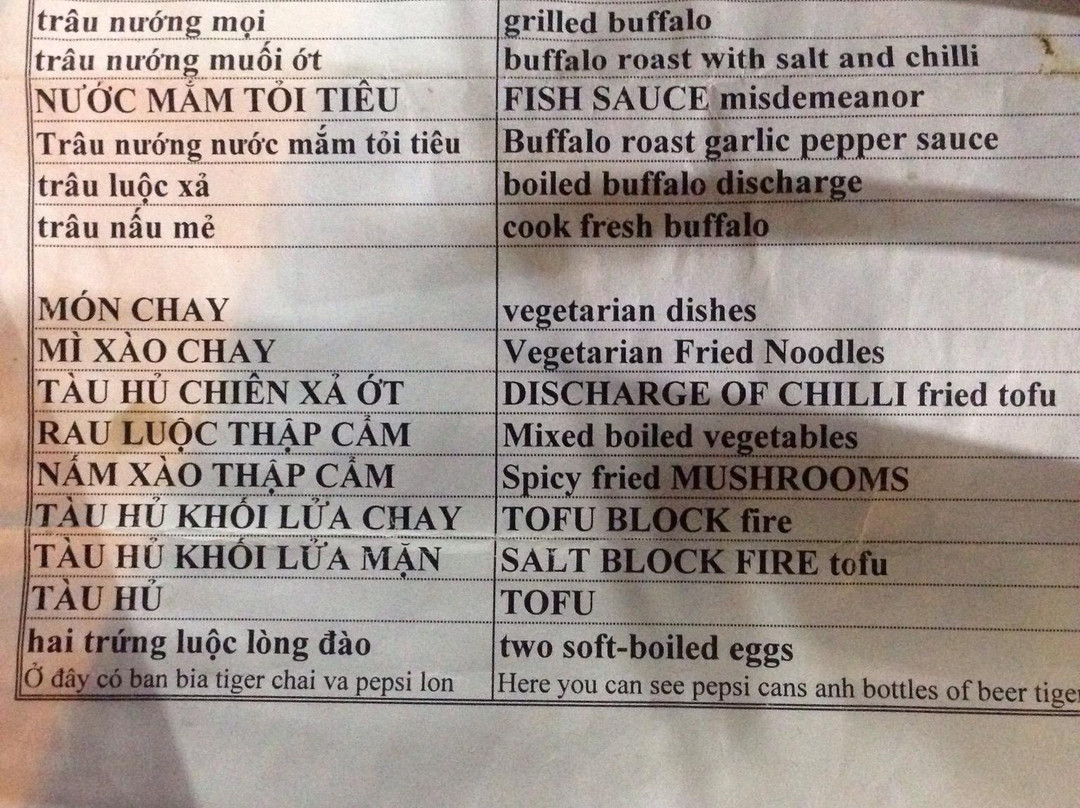 trâu nướng mọi grilled buffalo
trâu nướng muối ớt buffalo roast with salt and chilli
NƯỚC MẮM TỎI TIÊU FISH SAUCE misdemeanor
Trâu nướng nước mắm tỏi tiêu Buffalo roast garlic pepper sauce
trâu luộc xả boiled buffalo discharge
trâu nấu mẻ cook fresh buffalo
MÓN CHAY vegetarian dishes
MÌ XÀO CHAY Vegetarian Fried Noodles
TÀU HỦ CHIÊN XẢ ỚT DISCHARGE OF CHILLI fried tofu
RAU LUỘC THẬP CẨM Mixed boiled vegetables
NẤM XÀO THẬP CẨM Spicy fried MUSHROOMS
TÀU HỦ KHÓI LỬA CHAY TOFU BLOCK fire
TÀU HỦ KHÓI LỬA MẶN SALT BLOCK FIRE tofu
TÀU HỦ TOFU
hai trứng luộc lòng đào two soft-boiled eggs
Ở đây có ban bia tiger chai va pepsi lon Here you can see pepsi cans anh bottles of beer tiger